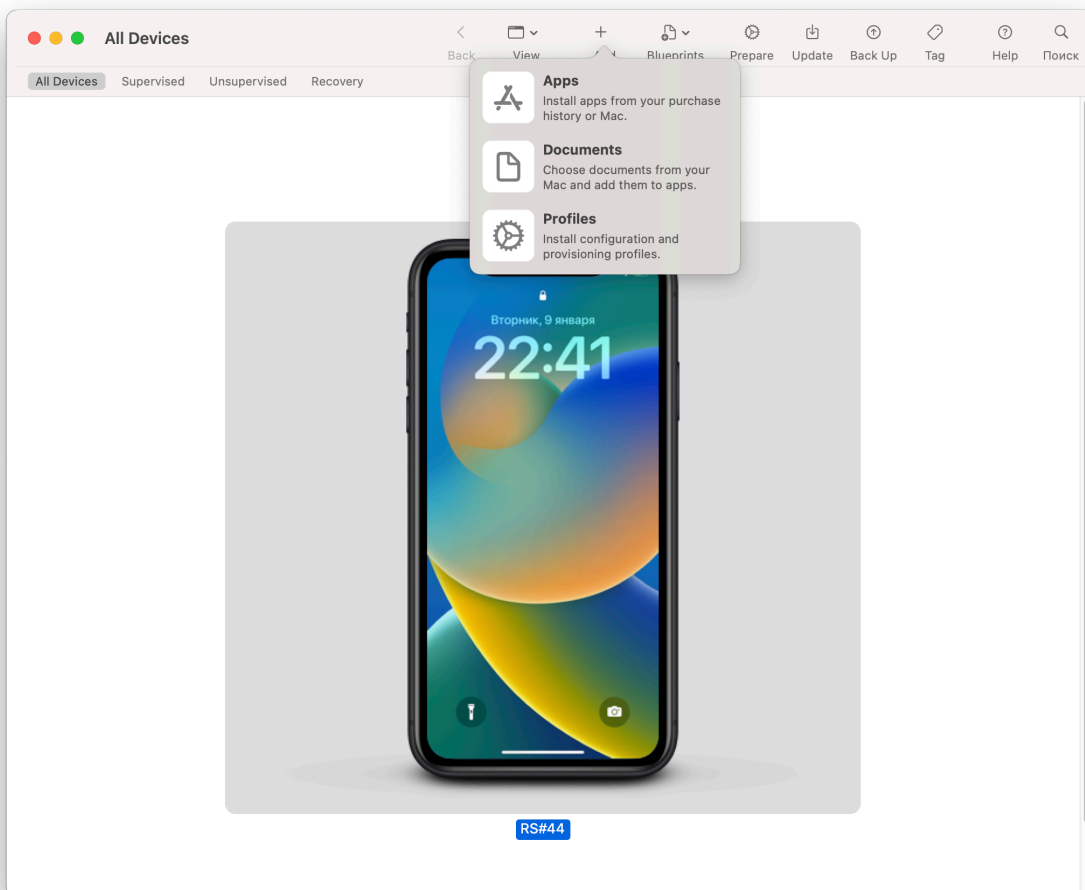 All Devices
Back
View
Blueprints
Prepare
Update
Back Up
Tag
Help
Поиск
All Devices
Supervised
Unsupervised
Recovery
Apps
Install apps from your purchase
history or Mac.
Documents
Choose documents from your
Mac and add them to apps.
Profiles
Install configuration and
provisioning profiles.
Вторник, 9 января
22:41
RS#44